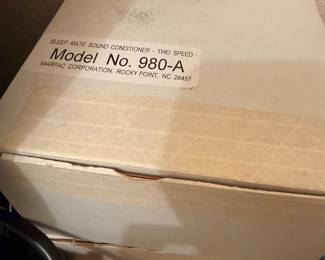 SLEEP MATE SOUND CONDITIONER - TWO SPEED
Model No. 980-A
MARPAC CORPORATION, ROCKY POINT, NC 28457